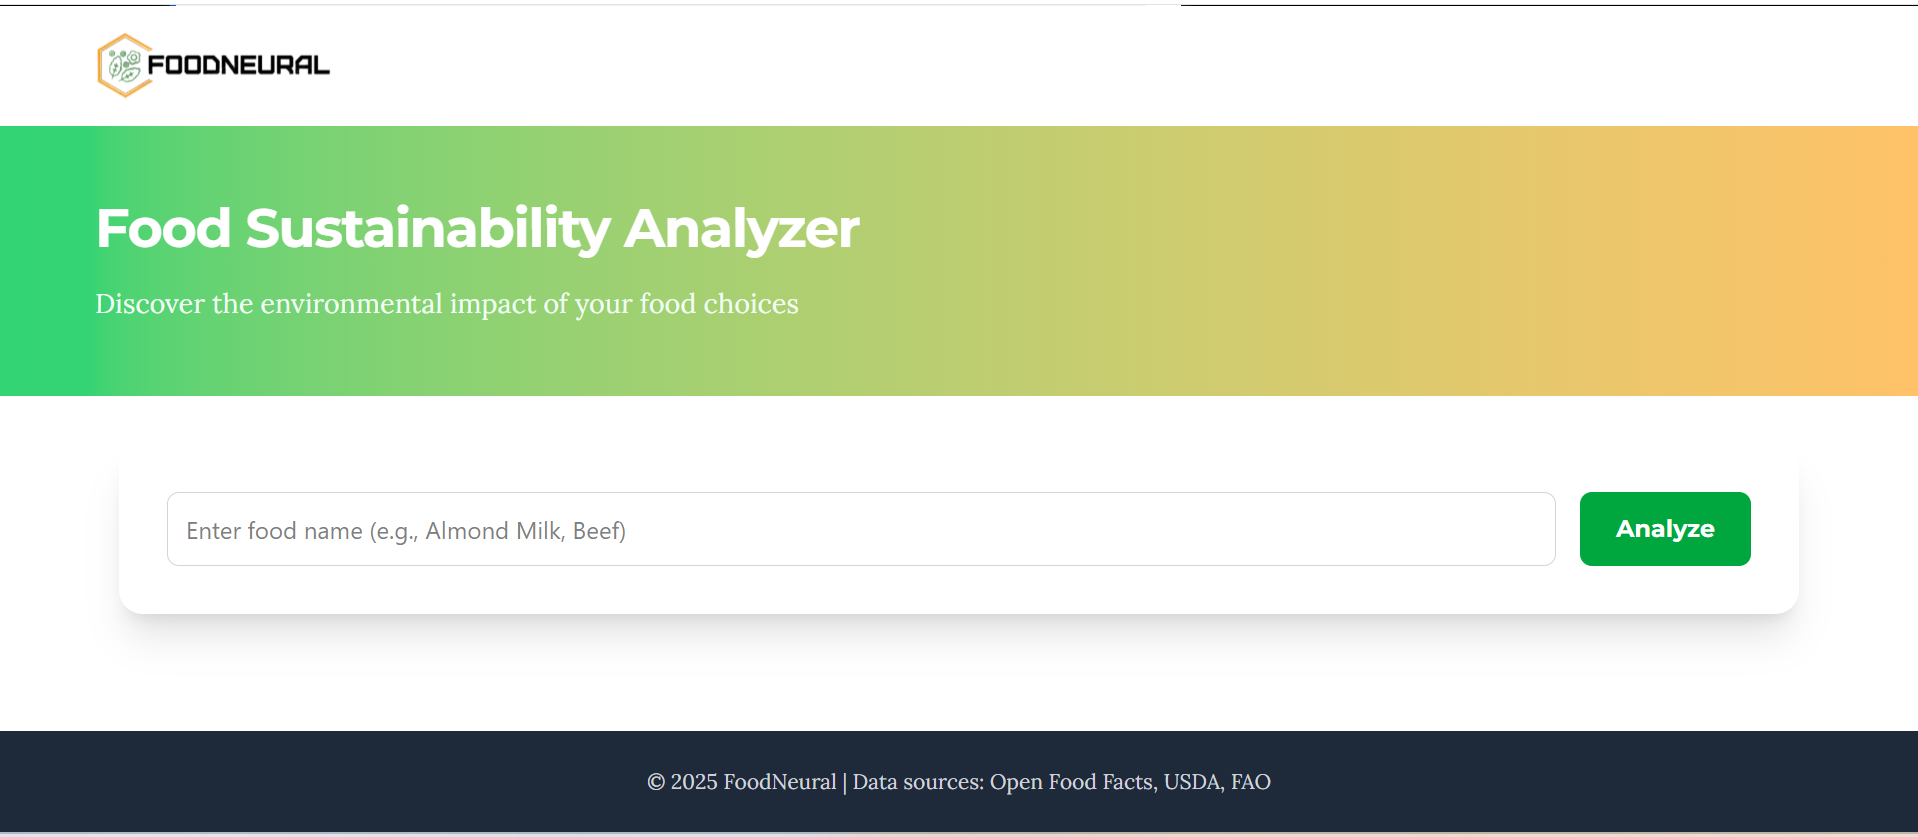 FOODNEURAL
Food Sustainability Analyzer
Discover the environmental impact of your food choices
Enter food name (e.g., Almond Milk, Beef)
Analyze
© 2025 FoodNeural | Data sources: Open Food Facts, USDA, FAO